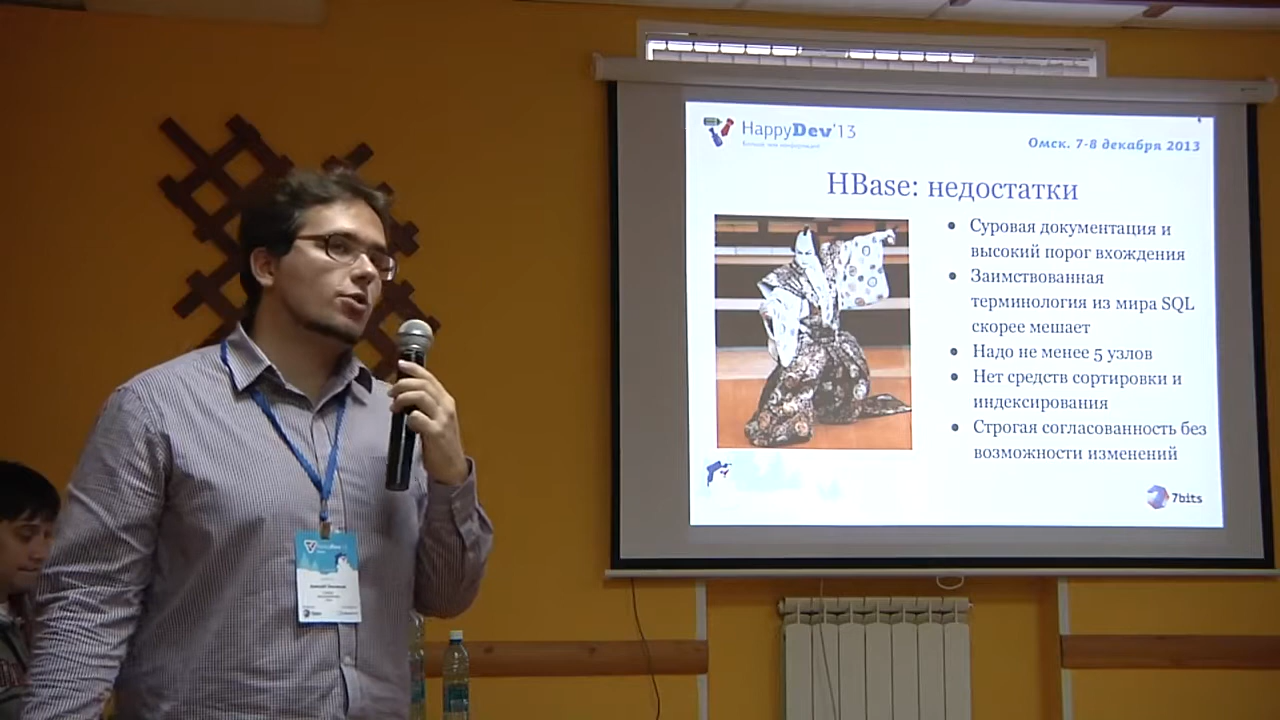 HappyDev'13
Омск. 7-8 декабря 2013
HBase: недостатки
Суровая документация и
высокий порог вхождения
Заимствованная
терминология из мира SQL
скорее мешает
Надо не менее 5 узлов
Нет средств сортировки и
индексирования
Строгая согласованность без
возможности изменений
7bits